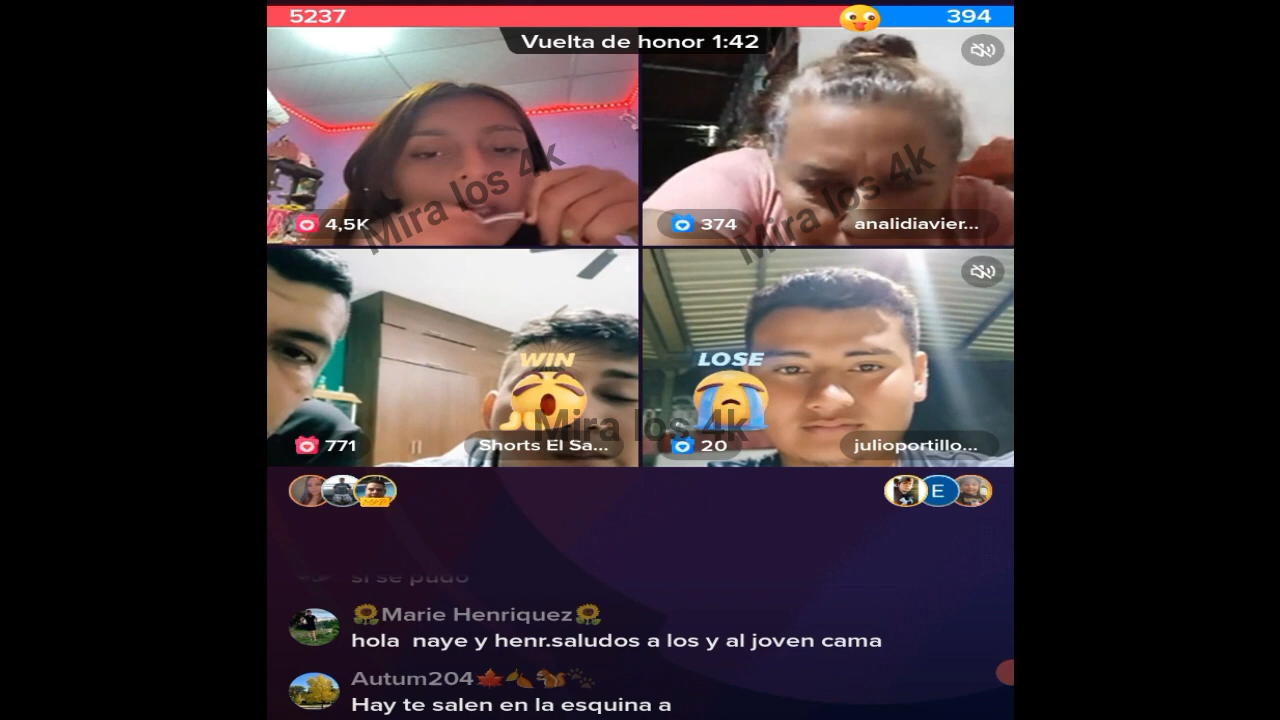 5237
394
Vuelta de honor 1:42
Mira los 4k
Mira los 4k
4,5K
374
analidiavier...
WIN
LOSE
Mira los 4k
771
Shorts El Sa...
20
julioportillo...
E
si se pudo
🌻Marie Henriquez🌻
hola naye y henr.saludos a los y al joven cama
Autum204🍁🍂🐿️🐾
Hay te salen en la esquina a